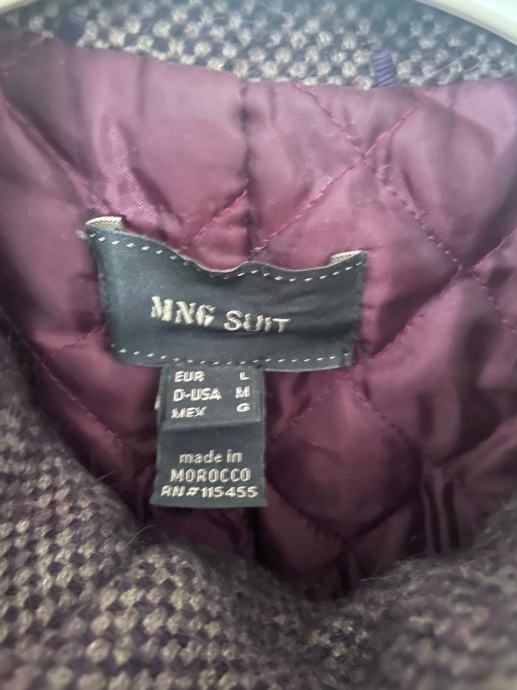 MNG SUIT
EUR L
D-USA M
MEX G
made in
MOROCCO
RN#115455